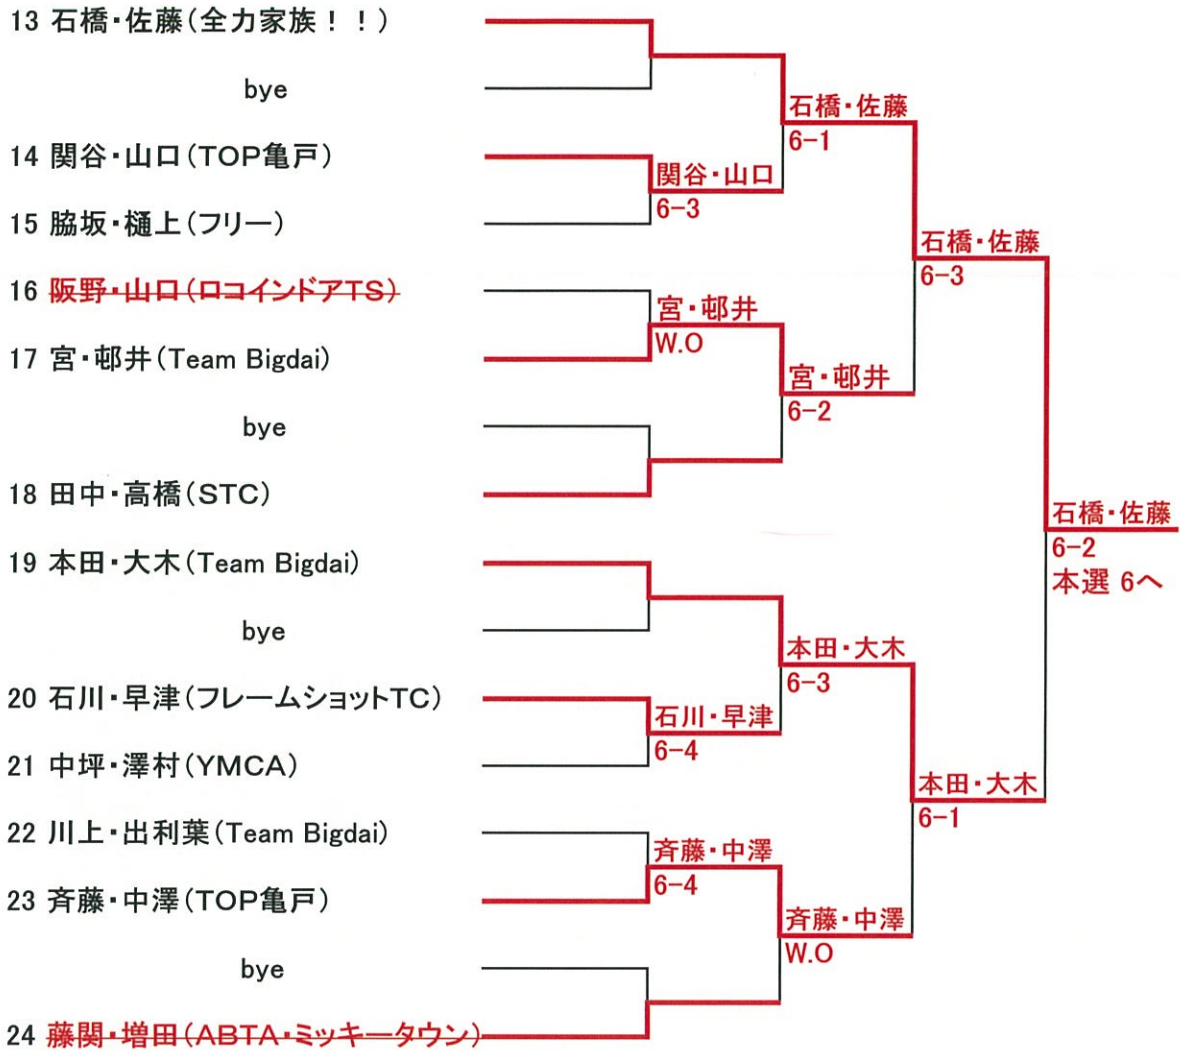 13 石橋・佐藤(全力家族！！)
bye
14 関谷・山口(TOP亀戸)
15 脇坂・樋上(フリー)
16 阪野・山口(ロコインドアTS)
17 宮・邨井(Team Bigdai)
bye
18 田中・高橋(STC)
19 本田・大木(Team Bigdai)
bye
20 石川・早津(フレームショットTC)
21 中坪・澤村(YMCA)
22 川上・出利葉(Team Bigdai)
23 斉藤・中澤(TOP亀戸)
bye
24 藤関・増田(ABTA・ミッキータウン)
関谷・山口
6-3
宮・邨井
W.O
石川・早津
6-4
斉藤・中澤
6-4
石橋・佐藤
6-1
宮・邨井
6-2
本田・大木
6-3
斉藤・中澤
W.O
石橋・佐藤
6-3
本田・大木
6-1
石橋・佐藤
6-2
本選 6へ